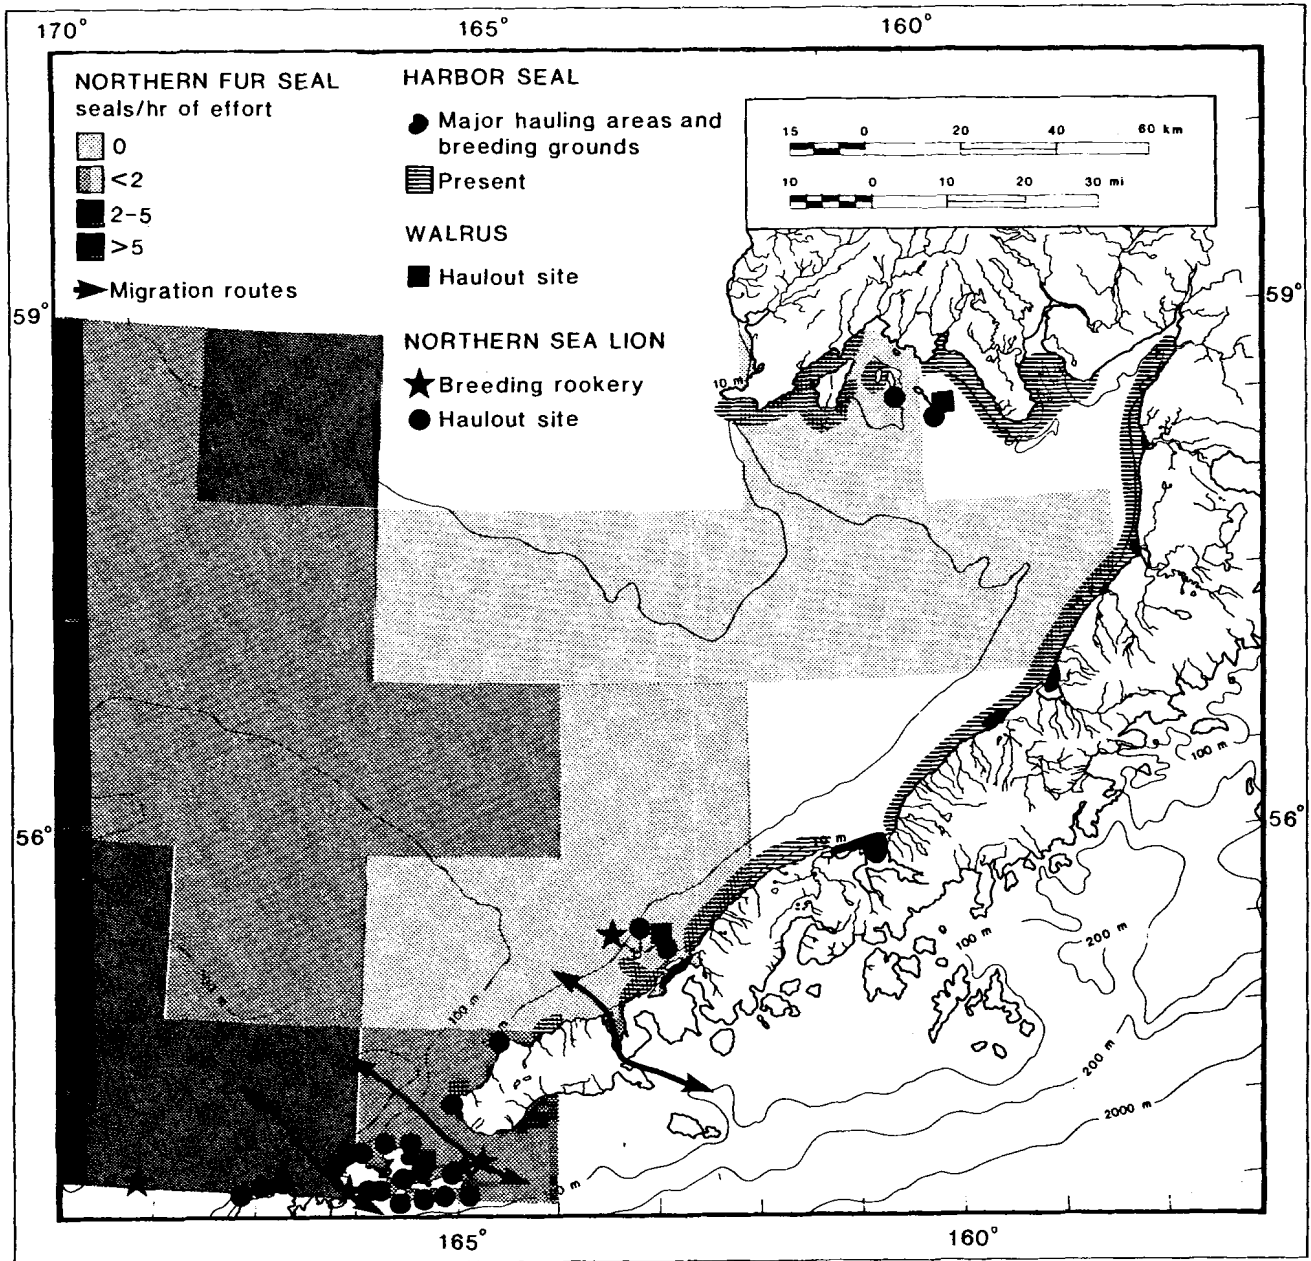 170° 165° 160°
NORTHERN FUR SEAL
seals/hr of effort
0
<2
2-5
>5
Migration routes
HARBOR SEAL
Major hauling areas and
breeding grounds
Present
WALRUS
Haulout site
NORTHERN SEA LION
Breeding rookery
Haulout site
15 0 20 40 60 km
10 0 10 20 30 mi
59° 59°
10 m
100 m
56° 56°
100 m
200 m
100 m
200 m
2000 m
165° 160°